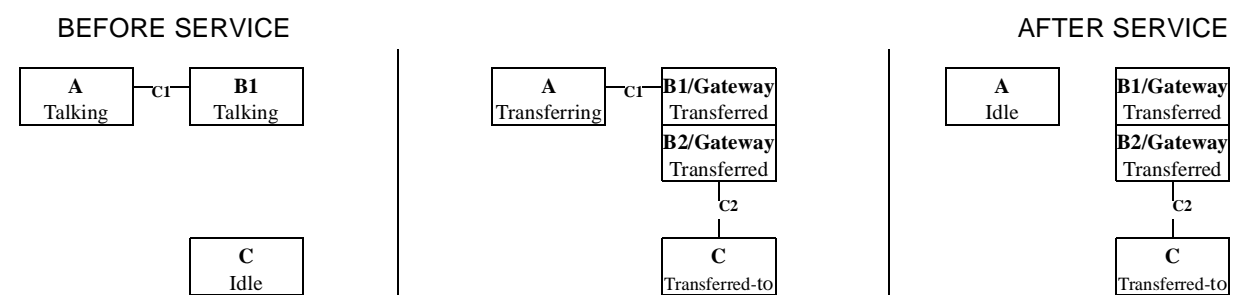 BEFORE SERVICE
AFTER SERVICE
A
Talking
C1
B1
Talking
C
Idle
A
Transferring
C1
B1/Gateway
Transferred
B2/Gateway
Transferred
C2
C
Transferred-to
A
Idle
B1/Gateway
Transferred
B2/Gateway
Transferred
C2
C
Transferred-to